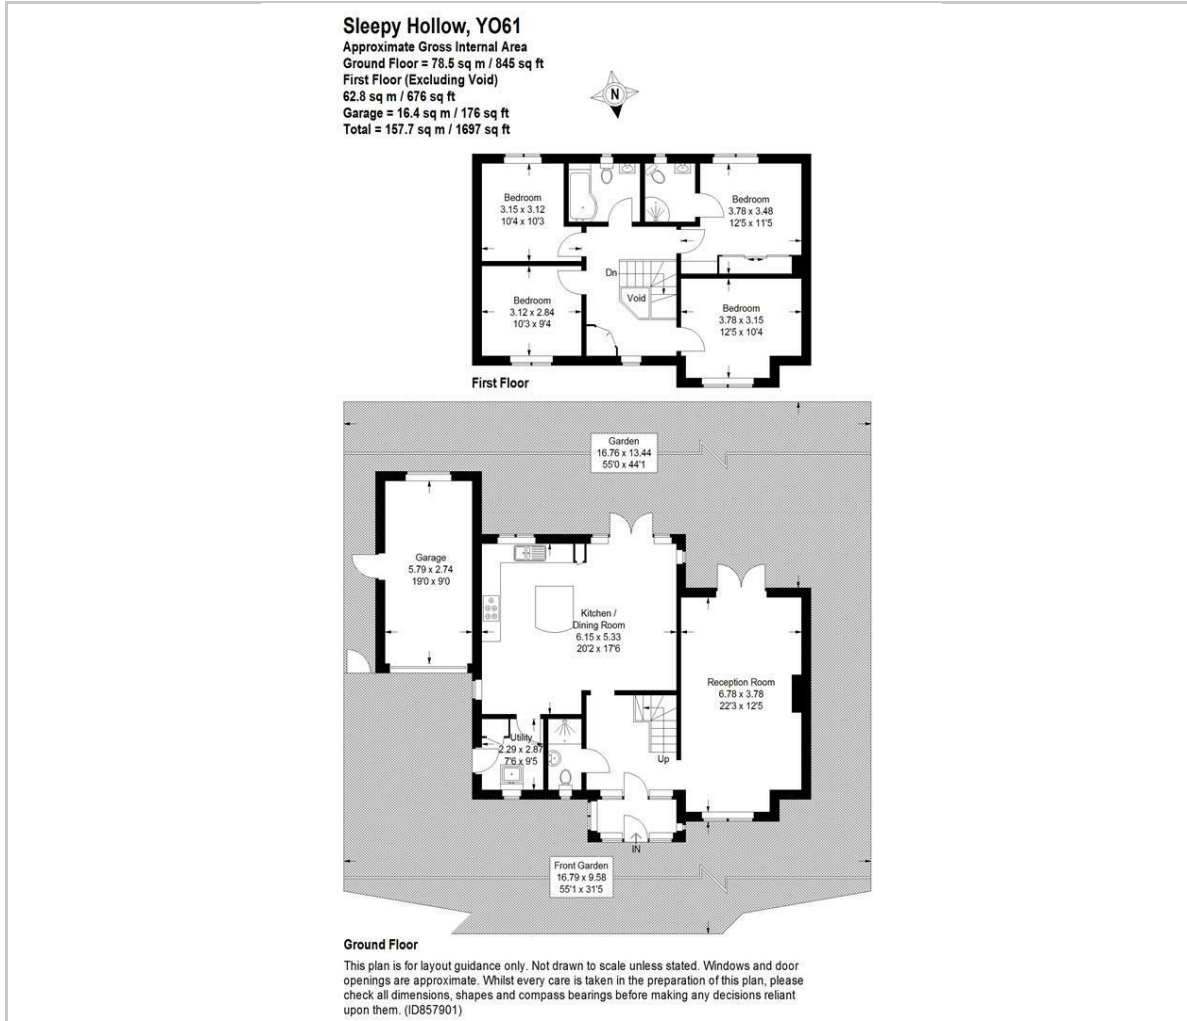 Sleepy Hollow, YO61
Approximate Gross Internal Area
Ground Floor = 78.5 sq m / 845 sq ft
First Floor (Excluding Void)
62.8 sq m / 676 sq ft
Garage = 16.4 sq m / 176 sq ft
Total = 157.7 sq m / 1697 sq ft
N
Bedroom
3.15 x 3.12
10'4 x 10'3
Bedroom
3.78 x 3.48
12'5 x 11'5
Dn
Void
Bedroom
3.12 x 2.84
10'3 x 9'4
Bedroom
3.78 x 3.15
12'5 x 10'4
First Floor
Garden
16.76 x 13.44
55'0 x 44'1
Garage
5.79 x 2.74
19'0 x 9'0
Kitchen /
Dining Room
6.15 x 5.33
20'2 x 17'6
Reception Room
6.78 x 3.78
22'3 x 12'5
Utility
2.29 x 2.87
7'6 x 9'5
Up
IN
Front Garden
16.79 x 9.58
55'1 x 31'5
Ground Floor
This plan is for layout guidance only. Not drawn to scale unless stated. Windows and door
openings are approximate. Whilst every care is taken in the preparation of this plan, please
check all dimensions, shapes and compass bearings before making any decisions reliant
upon them. (ID857901)